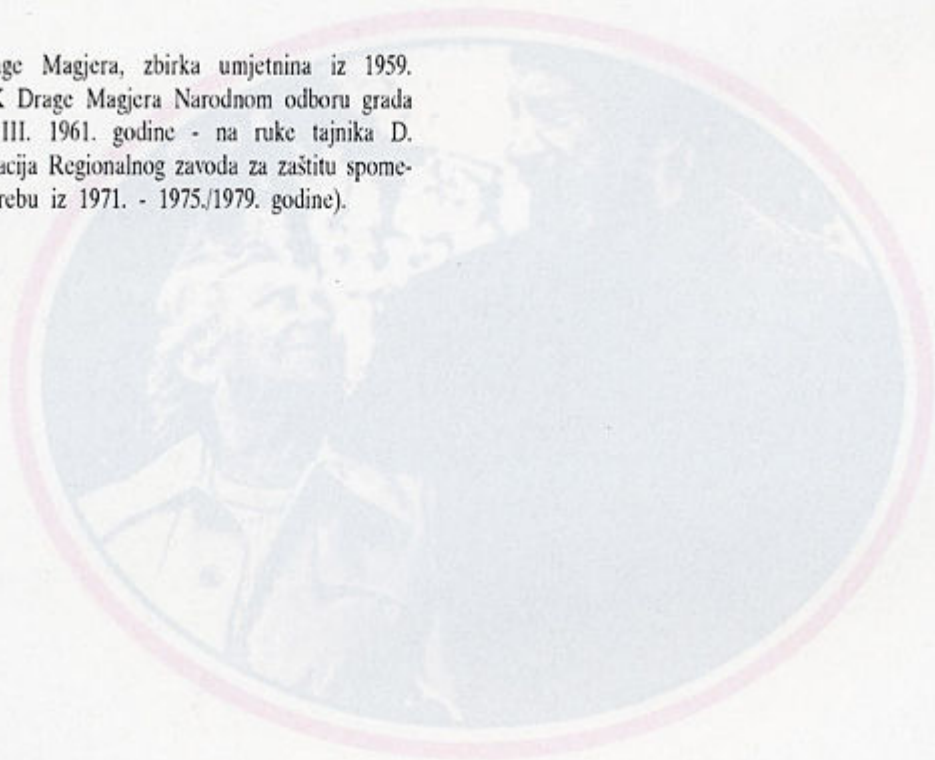 ge Magjera, zbirka umjetnina iz 1959.
Drage Magjera Narodnom odboru grada
III. 1961. godine - na ruke tajnika D.
acija Regionalnog zavoda za zaštitu spome-
rebu iz 1971. - 1975./1979. godine).